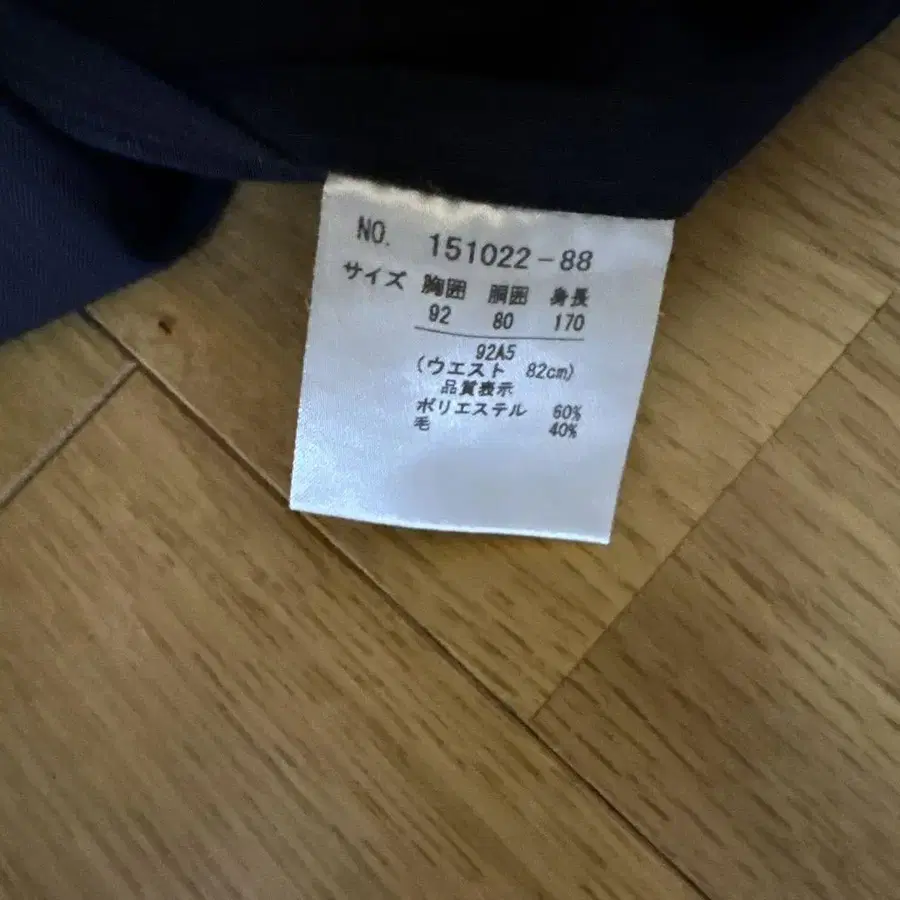 NO. 151022-88
サイズ 胸囲 胴囲 身長
92 80 170
92A5
(ウエスト 82cm)
品質表示
ポリエステル 60%
毛 40%